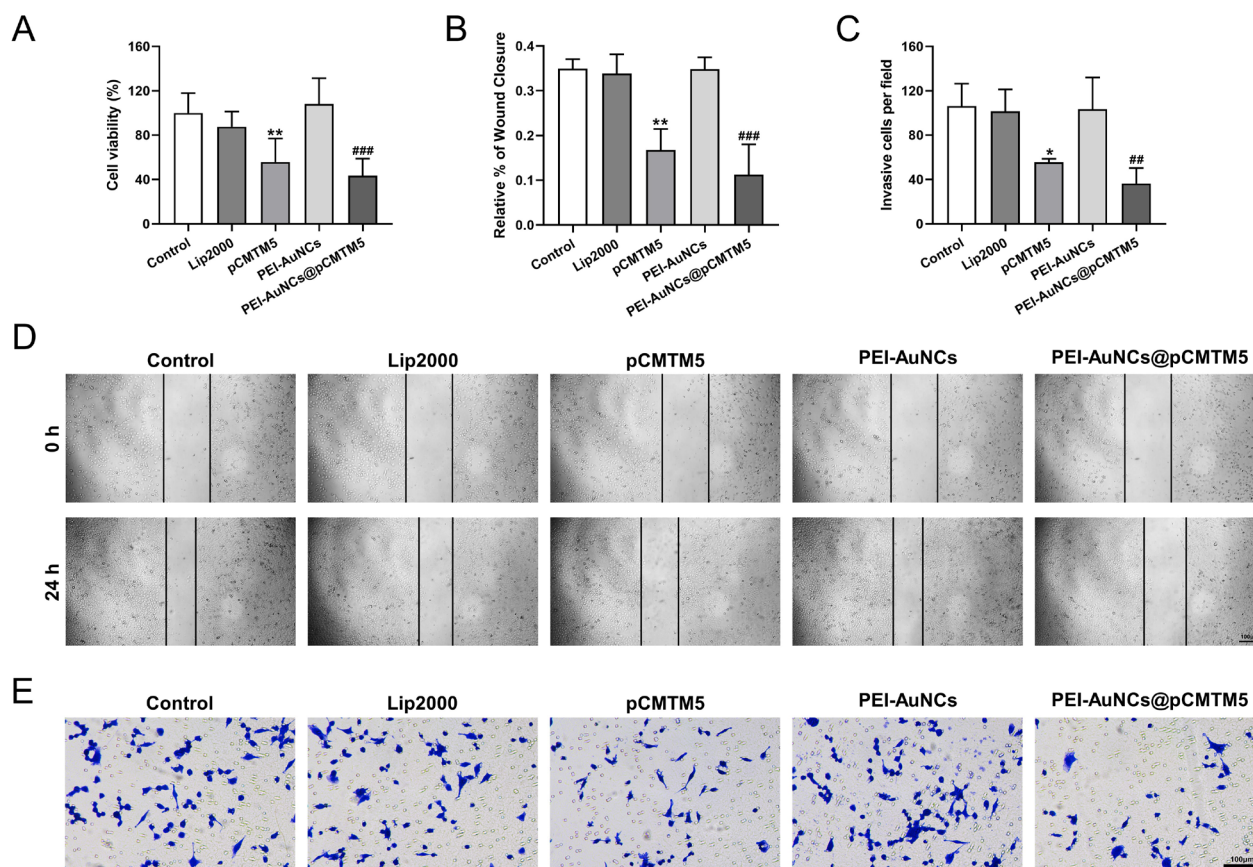 A
Cell viability (%)
160
120
80
40
0
**
###
Control
Lip2000
pCMTM5
PEI-AuNCs
PEI-AuNCs@pCMTM5
B
Relative % of Wound Closure
0.4
0.3
0.2
0.1
0.0
**
###
Control
Lip2000
pCMTM5
PEI-AuNCs
PEI-AuNCs@pCMTM5
C
Invasive cells per field
160
120
80
40
0
*
##
Control
Lip2000
pCMTM5
PEI-AuNCs
PEI-AuNCs@pCMTM5
D
Control Lip2000 pCMTM5 PEI-AuNCs PEI-AuNCs@pCMTM5
0 h
24 h
E
Control Lip2000 pCMTM5 PEI-AuNCs PEI-AuNCs@pCMTM5
100μm